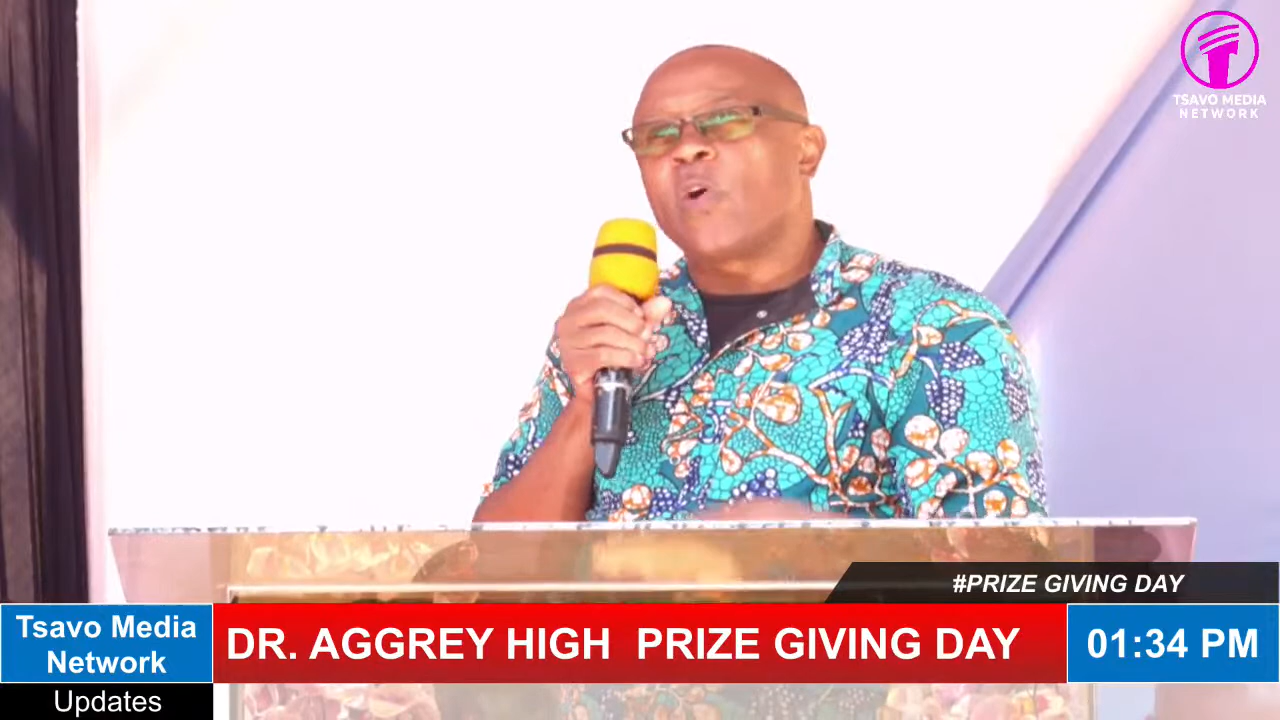 TSAVO MEDIA
NETWORK
#PRIZE GIVING DAY
Tsavo Media
Network
DR. AGGREY HIGH PRIZE GIVING DAY
01:34 PM
Updates